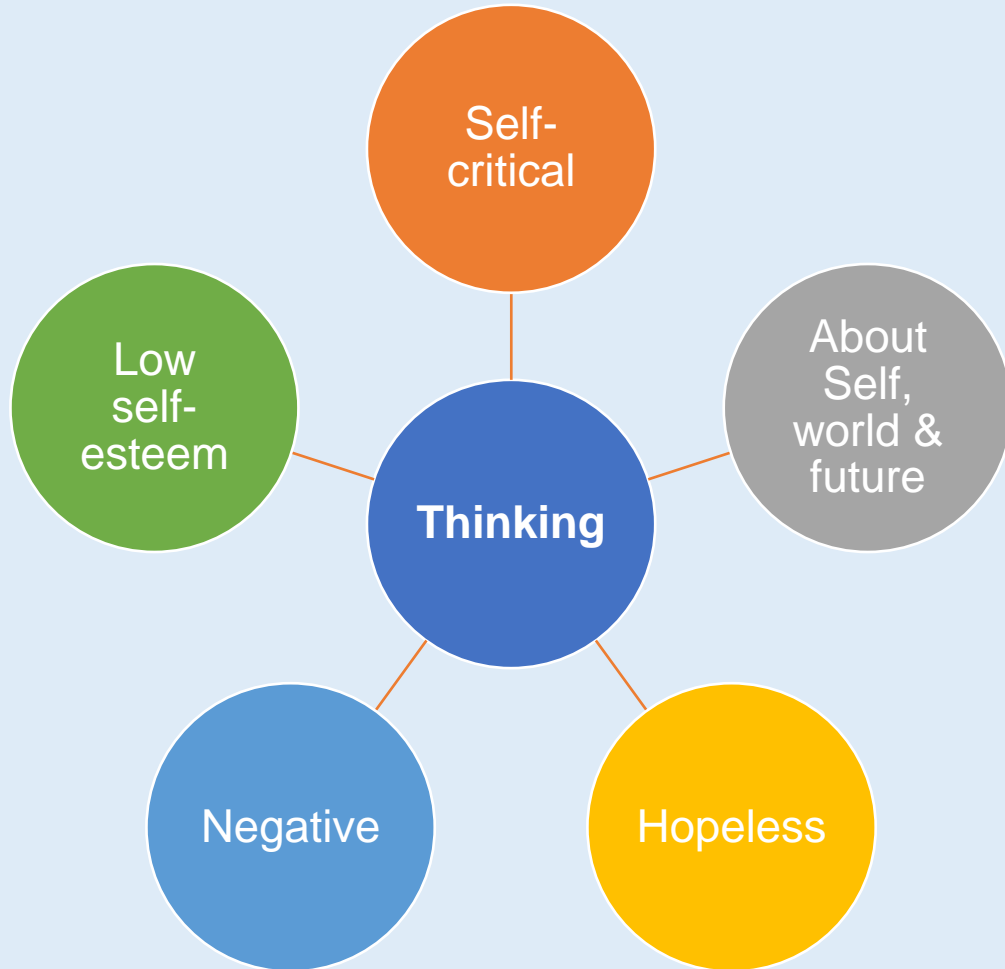 Self-
critical
About
Self,
world &
future
Low
self-
esteem
Thinking
Negative
Hopeless